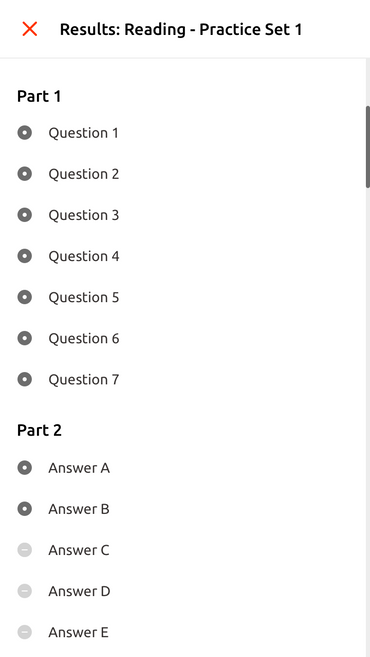 Results: Reading - Practice Set 1
Part 1
Question 1
Question 2
Question 3
Question 4
Question 5
Question 6
Question 7
Part 2
Answer A
Answer B
Answer C
Answer D
Answer E